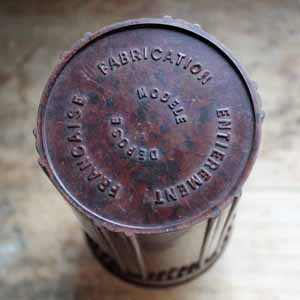 FABRICATION ENTIEREMENT FRANCAISE
MODELE DEPOSE